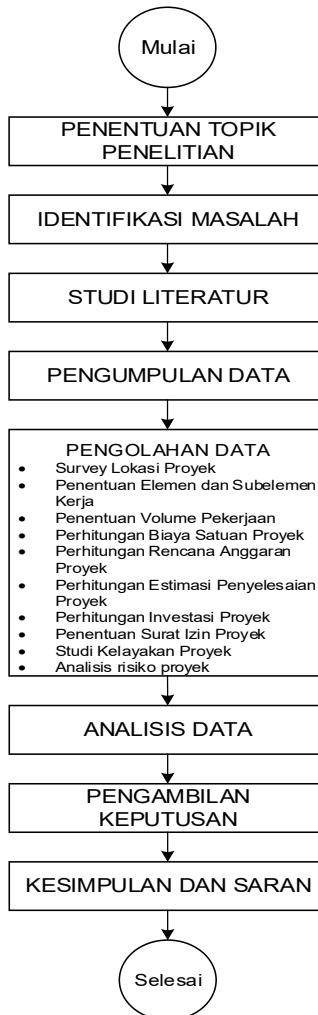 Mulai
PENENTUAN TOPIK
PENELITIAN
IDENTIFIKASI MASALAH
STUDI LITERATUR
PENGUMPULAN DATA
PENGOLAHAN DATA
• Survey Lokasi Proyek
• Penentuan Elemen dan Subelemen
Kerja
• Penentuan Volume Pekerjaan
• Perhitungan Biaya Satuan Proyek
• Perhitungan Rencana Anggaran
Proyek
• Perhitungan Estimasi Penyelesaian
Proyek
• Perhitungan Investasi Proyek
• Penentuan Surat Izin Proyek
• Studi Kelayakan Proyek
• Analisis risiko proyek
ANALISIS DATA
PENGAMBILAN
KEPUTUSAN
KESIMPULAN DAN SARAN
Selesai